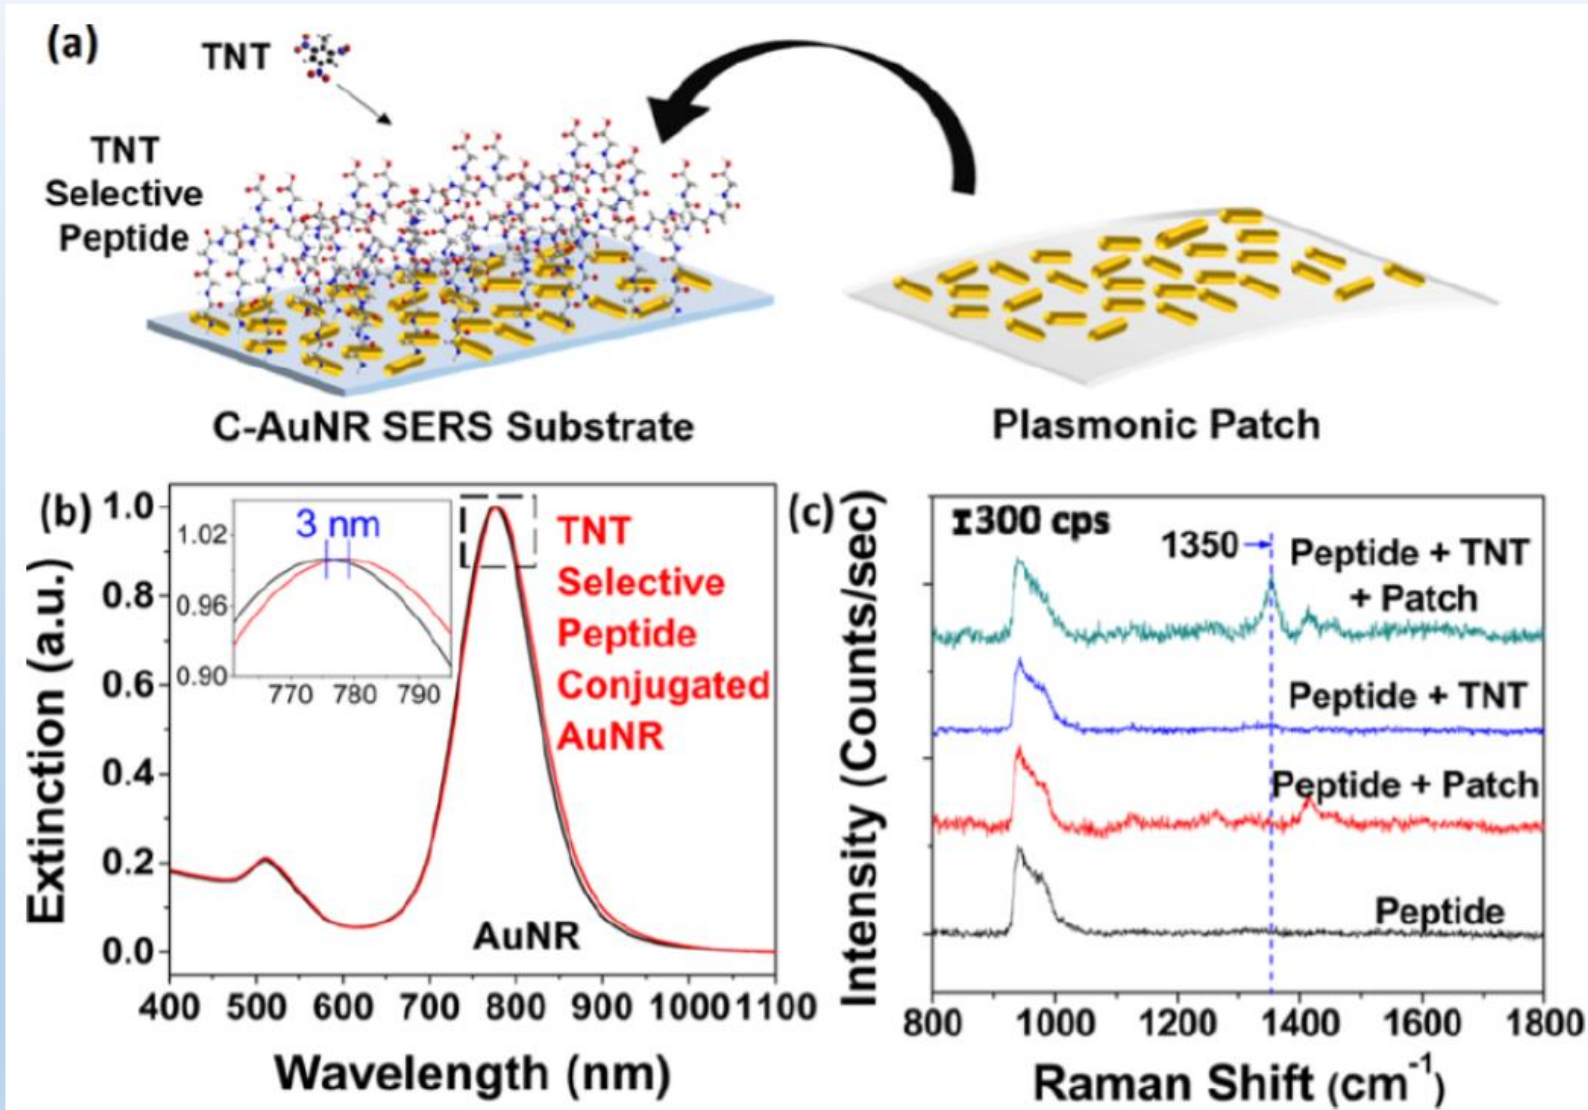 (a)
TNT
TNT
Selective
Peptide
C-AuNR SERS Substrate
Plasmonic Patch
(b)
Extinction (a.u.)
1.0
0.8
0.6
0.4
0.2
0.0
1.02
0.96
0.90
3 nm
770 780 790
TNT
Selective
Peptide
Conjugated
AuNR
AuNR
400 500 600 700 800 900 1000 1100
Wavelength (nm)
(c)
Intensity (Counts/sec)
300 cps
1350
Peptide + TNT
+ Patch
Peptide + TNT
Peptide + Patch
Peptide
800 1000 1200 1400 1600 1800
Raman Shift (cm⁻¹)